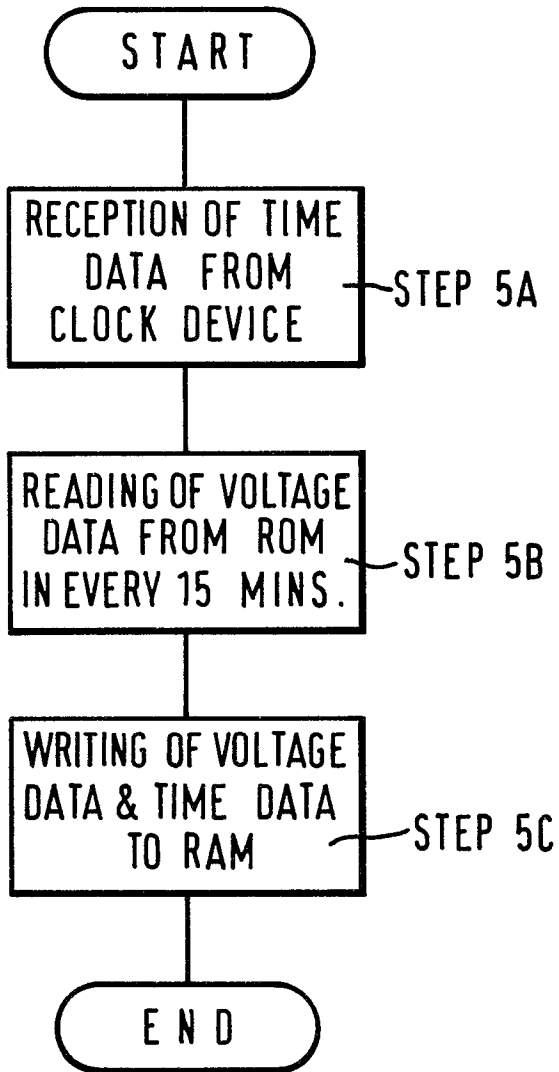 START
RECEPTION OF TIME
DATA FROM
CLOCK DEVICE
STEP 5A
READING OF VOLTAGE
DATA FROM ROM
IN EVERY 15 MINS.
STEP 5B
WRITING OF VOLTAGE
DATA & TIME DATA
TO RAM
STEP 5C
END